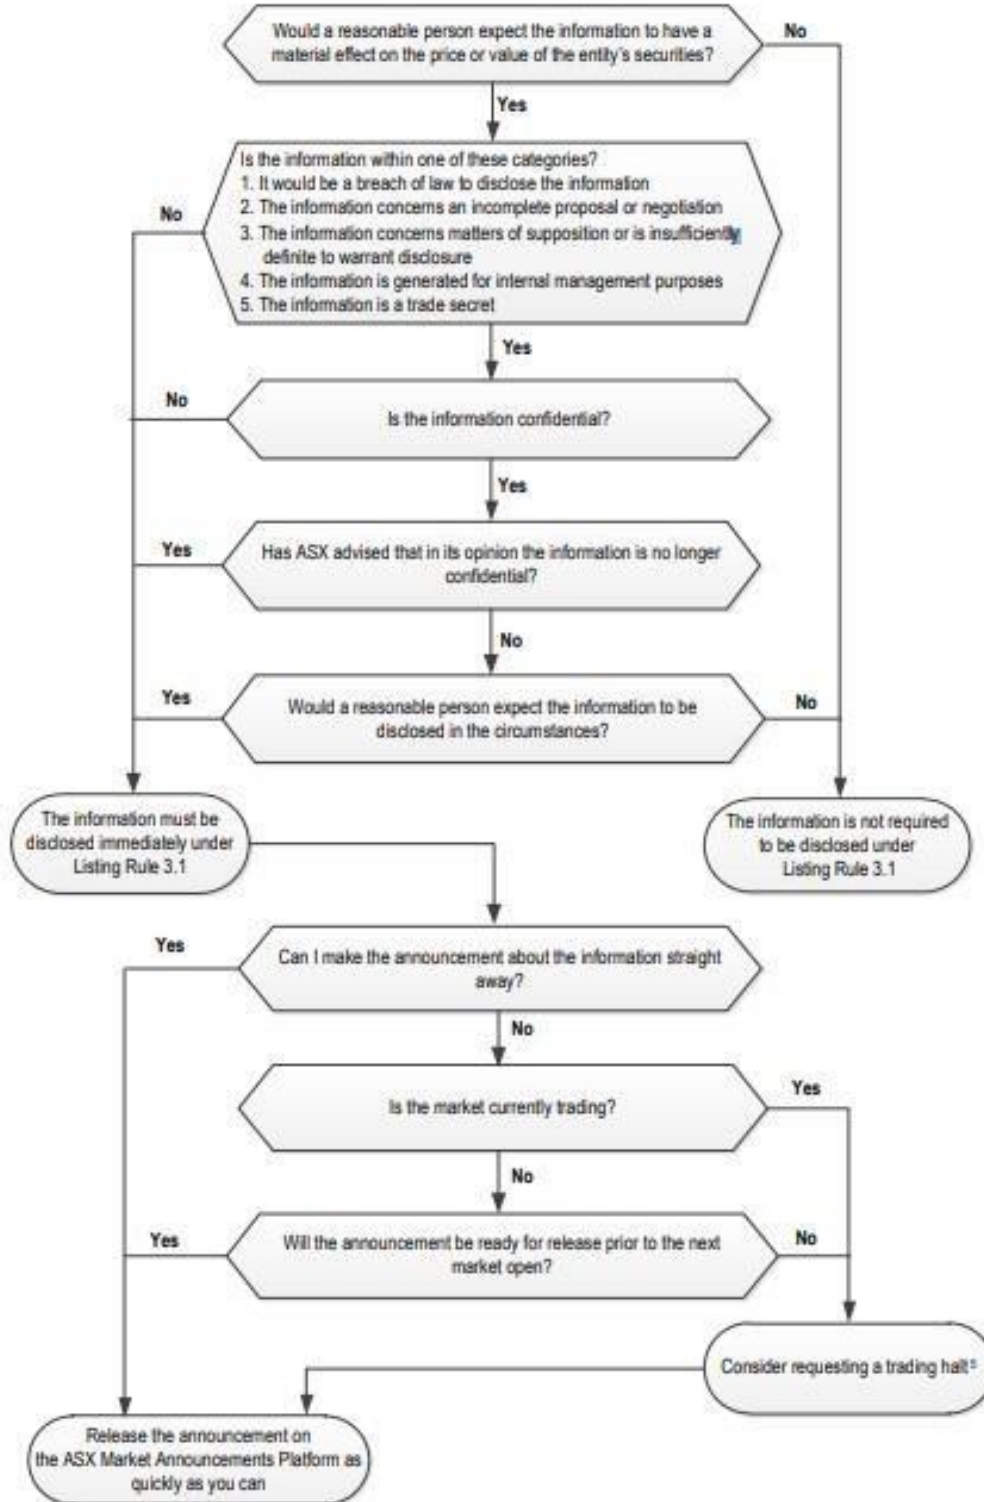 Would a reasonable person expect the information to have a
material effect on the price or value of the entity's securities?
No
Yes
Is the information within one of these categories?
1. It would be a breach of law to disclose the information
2. The information concerns an incomplete proposal or negotiation
3. The information concerns matters of supposition or is insufficiently
definite to warrant disclosure
4. The information is generated for internal management purposes
5. The information is a trade secret
No
Yes
Is the information confidential?
No
Yes
Has ASX advised that in its opinion the information is no longer
confidential?
Yes
No
Would a reasonable person expect the information to be
disclosed in the circumstances?
Yes
No
The information must be
disclosed immediately under
Listing Rule 3.1
The information is not required
to be disclosed under
Listing Rule 3.1
Can I make the announcement about the information straight
away?
Yes
No
Is the market currently trading?
Yes
No
Will the announcement be ready for release prior to the next
market open?
Yes
No
Consider requesting a trading halt⁵
Release the announcement on
the ASX Market Announcements Platform as
quickly as you can